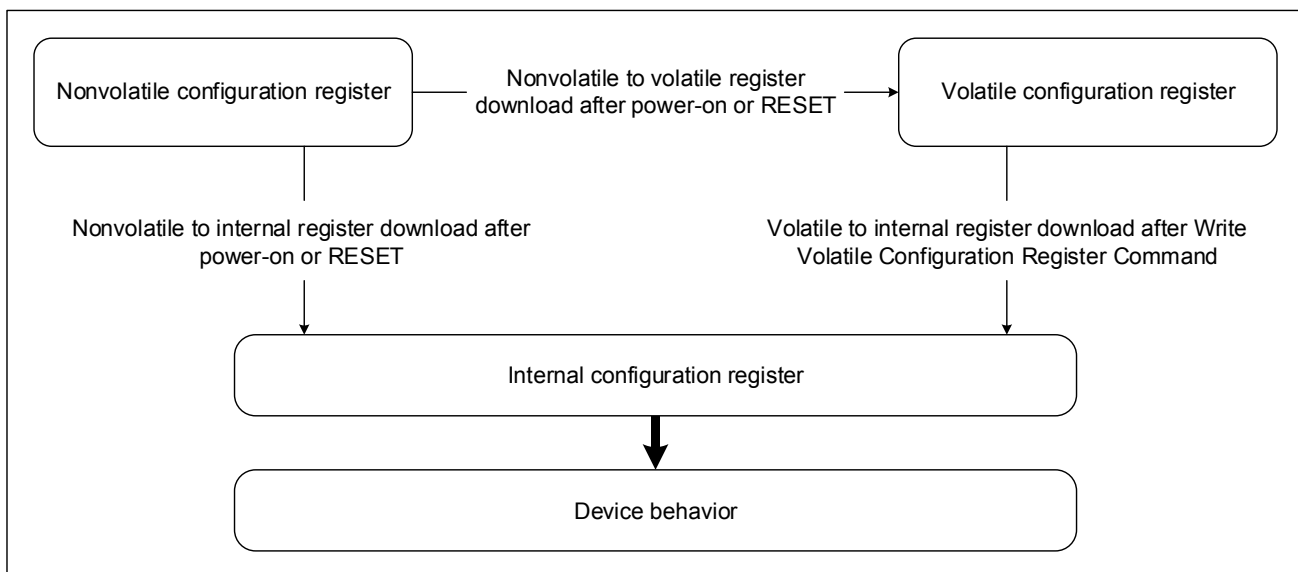 Nonvolatile configuration register
Nonvolatile to volatile register
download after power-on or RESET
Volatile configuration register
Nonvolatile to internal register download after
power-on or RESET
Volatile to internal register download after Write
Volatile Configuration Register Command
Internal configuration register
Device behavior